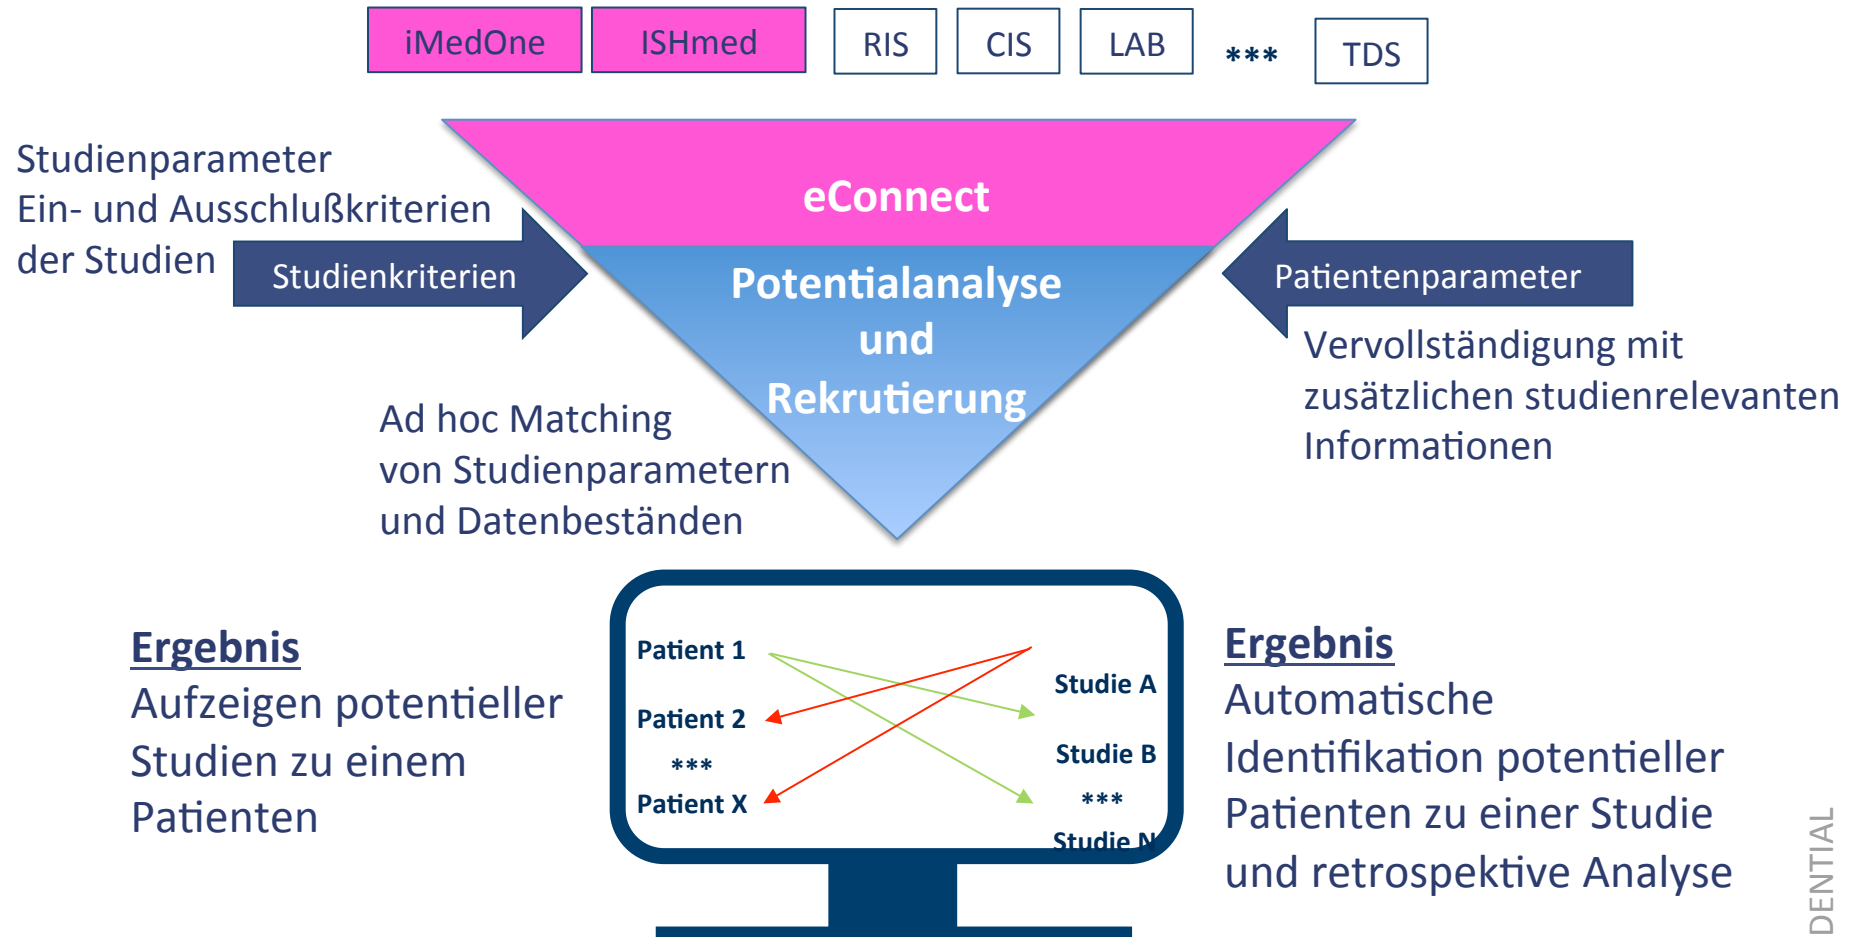 iMedOne
ISHmed
RIS
CIS
LAB
***
TDS
Studienparameter
Ein- und Ausschlußkriterien
der Studien
eConnect
Studienkriterien
Patientenparameter
Potentialanalyse
und
Rekrutierung
Vervollständigung mit
zusätzlichen studienrelevanten
Informationen
Ad hoc Matching
von Studienparametern
und Datenbeständen
Ergebnis
Aufzeigen potentieller
Studien zu einem
Patienten
Patient 1
Patient 2
***
Patient X
Studie A
Studie B
***
Studie N
Ergebnis
Automatische
Identifikation potentieller
Patienten zu einer Studie
und retrospektive Analyse
DENTIAL